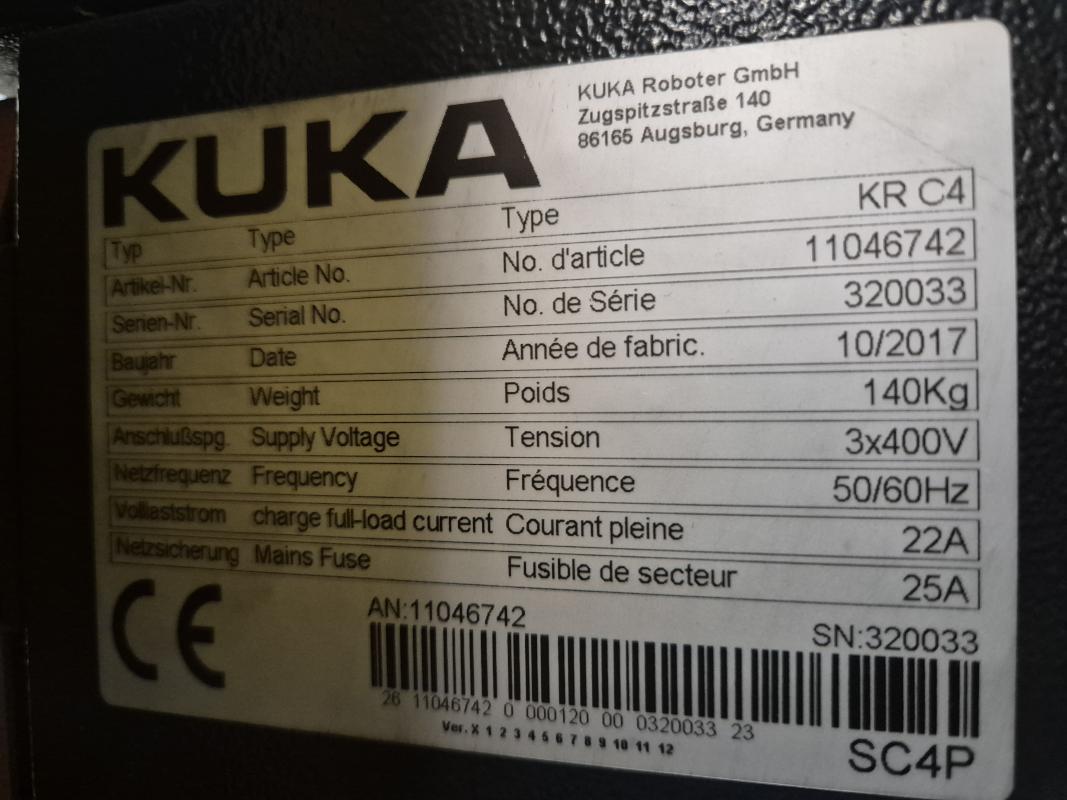 KUKA
KUKA Roboter GmbH
Zugspitzstraße 140
86165 Augsburg, Germany
Typ Type Type KR C4
Artikel-Nr. Article No. No. d'article 11046742
Serien-Nr. Serial No. No. de Série 320033
Baujahr Date Année de fabric. 10/2017
Gewicht Weight Poids 140Kg
Anschlußspg. Supply Voltage Tension 3x400V
Netzfrequenz Frequency Fréquence 50/60Hz
Vollaststrom charge full-load current Courant pleine 22A
Netzsicherung Mains Fuse Fusible de secteur 25A
CE
AN:11046742 SN:320033
26 11046742 0 000120 00 0320033 23
Ver. X 1 2 3 4 5 6 7 8 9 10 11 12
SC4P